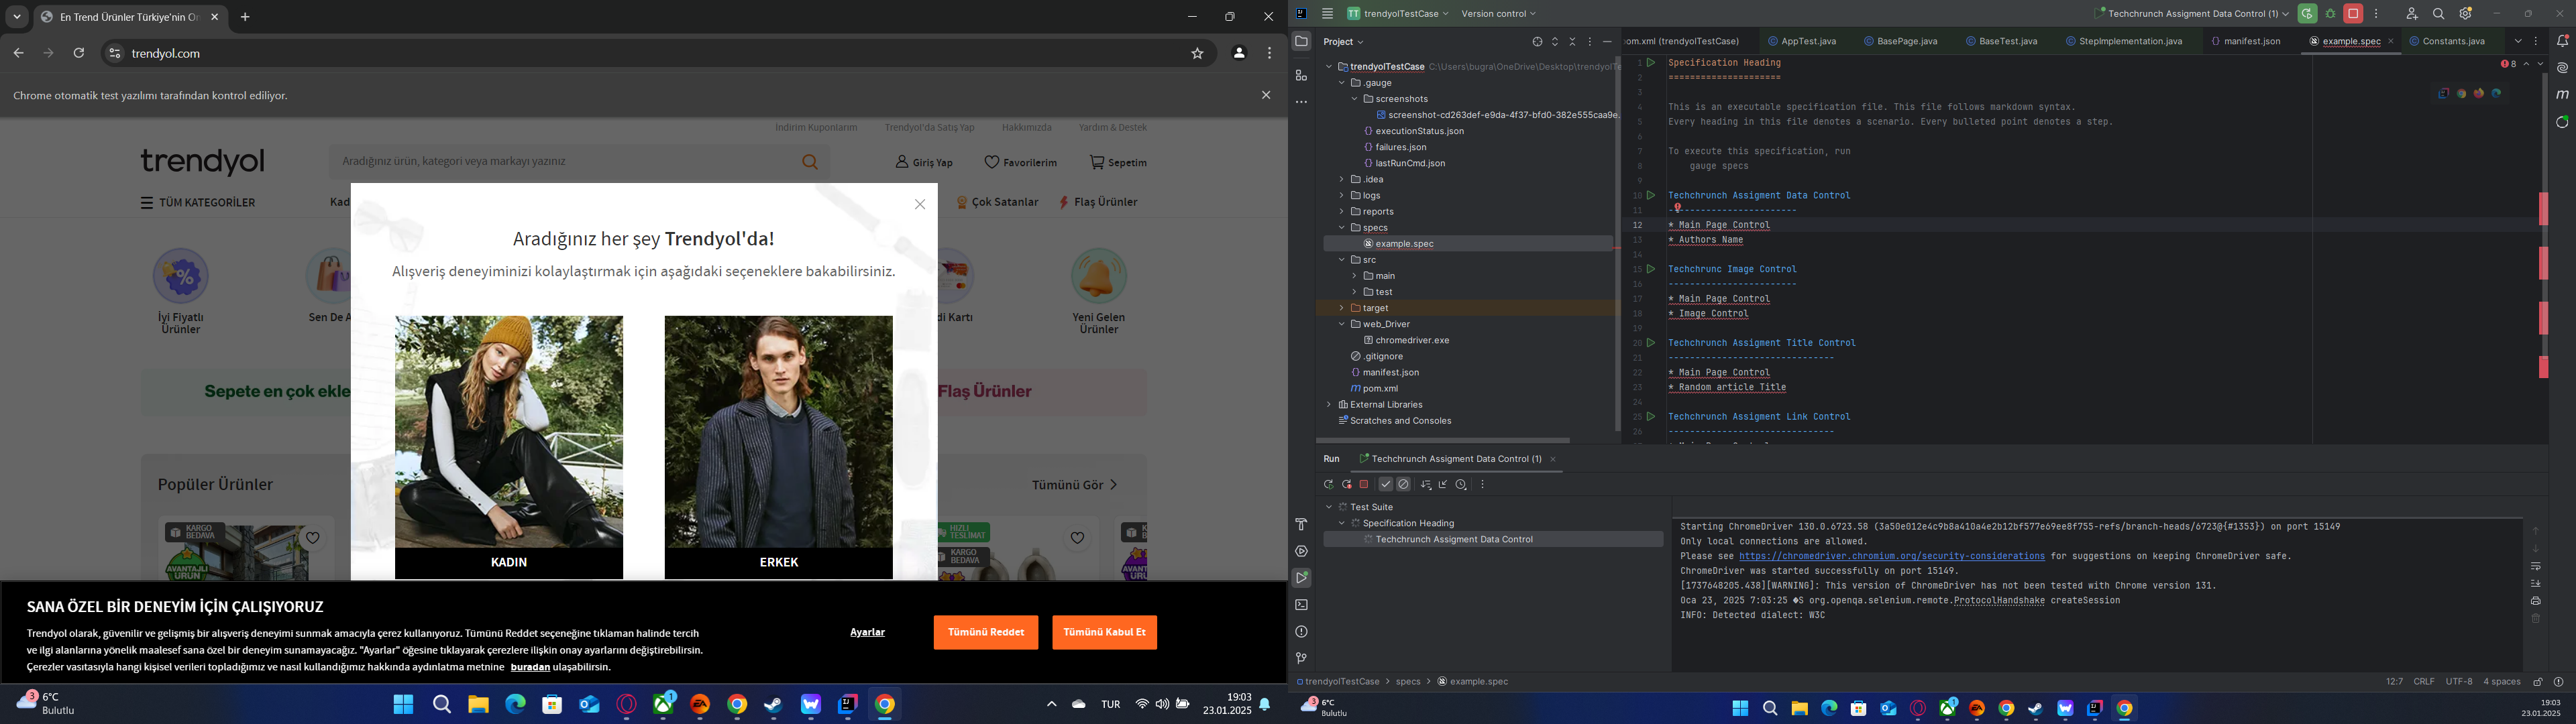 En Trend Ürünler Türkiye'nin On
trendyol.com
Chrome otomatik test yazılımı tarafından kontrol ediliyor.
İndirim Kuponlarım
Trendyol'da Satış Yap
Hakkımızda
Yardım & Destek
trendyol
Aradığınız ürün, kategori veya markayı yazınız
Giriş Yap
Favorilerim
Sepetim
TÜM KATEGORİLER
Kad
Çok Satanlar
Flaş Ürünler
Aradığınız her şey Trendyol'da!
Alışveriş deneyiminizi kolaylaştırmak için aşağıdaki seçeneklere bakabilirsiniz.
İyi Fiyatlı
Ürünler
Sen De A
di Kartı
Yeni Gelen
Ürünler
Sepete en çok ekle
Flaş Ürünler
Popüler Ürünler
Tümünü Gör
KARGO
BEDAVA
AVANTAJLI
ÜRÜN
HIZLI
TESLİMAT
KARGO
BEDAVA
KADIN
ERKEK
SANA ÖZEL BİR DENEYİM İÇİN ÇALIŞIYORUZ
Trendyol olarak, güvenilir ve gelişmiş bir alışveriş deneyimi sunmak amacıyla çerez kullanıyoruz. Tümünü Reddet seçeneğine tıklaman halinde tercih
ve ilgi alanlarına yönelik maalesef sana özel bir deneyim sunamayacağız. "Ayarlar" öğesine tıklayarak çerezlere ilişkin onay ayarlarını değiştirebilirsin.
Çerezler vasıtasıyla hangi kişisel verileri topladığımız ve nasıl kullandığımız hakkında aydınlatma metnine buradan ulaşabilirsin.
Ayarlar
Tümünü Reddet
Tümünü Kabul Et
3
6°C
Bulutlu
1
TUR
19:03
23.01.2025
TT trendyolTestCase
Version control
Techchrunch Assigment Data Control (1)
Project
om.xml (trendyolTestCase)
AppTest.java
BasePage.java
BaseTest.java
StepImplementation.java
manifest.json
example.spec
Constants.java
trendyolTestCase C:\Users\bugra\OneDrive\Desktop\trendyolTe
.gauge
screenshots
screenshot-cd263def-e9da-4f37-bfd0-382e555caa9e.
executionStatus.json
failures.json
lastRunCmd.json
.idea
logs
reports
specs
example.spec
src
main
test
target
web_Driver
chromedriver.exe
.gitignore
manifest.json
pom.xml
External Libraries
Scratches and Consoles
8
1 Specification Heading
2 =====================
3
4 This is an executable specification file. This file follows markdown syntax.
5 Every heading in this file denotes a scenario. Every bulleted point denotes a step.
6
7 To execute this specification, run
8 gauge specs
9
10 Techchrunch Assigment Data Control
11 ------------------------
12 * Main Page Control
13 * Authors Name
14
15 Techchrunc Image Control
16 ------------------------
17 * Main Page Control
18 * Image Control
19
20 Techchrunch Assigment Title Control
21 -------------------------------
22 * Main Page Control
23 * Random article Title
24
25 Techchrunch Assigment Link Control
26 -------------------------------
Run
Techchrunch Assigment Data Control (1)
Test Suite
Specification Heading
Techchrunch Assigment Data Control
Starting ChromeDriver 130.0.6723.58 (3a50e012e4c9b8a410a4e2b12bf577e69ee8f755-refs/branch-heads/6723@{#1353}) on port 15149
Only local connections are allowed.
Please see https://chromedriver.chromium.org/security-considerations for suggestions on keeping ChromeDriver safe.
ChromeDriver was started successfully on port 15149.
[1737648205.438][WARNING]: This version of ChromeDriver has not been tested with Chrome version 131.
Oca 23, 2025 7:03:25 �S org.openqa.selenium.remote.ProtocolHandshake createSession
INFO: Detected dialect: W3C
trendyolTestCase > specs > example.spec
12:7 CRLF UTF-8 4 spaces
3
6°C
Bulutlu
19:03
23.01.2025